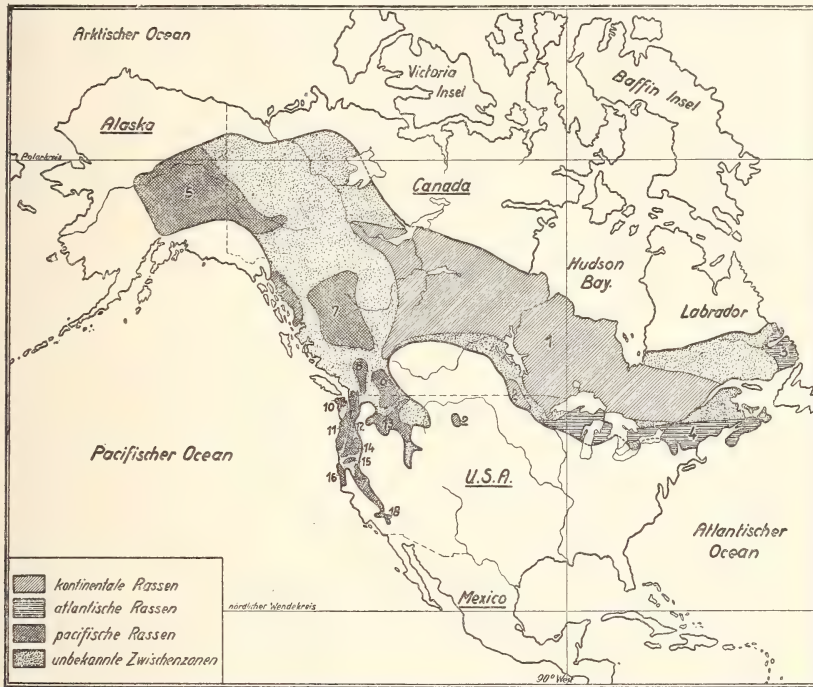 Arktischer Ocean
Victoria
Insel
Baffin Insel
Alaska
Polarkreis
Canada
5
Hudson
Bay.
Labrador
7
1
3
8
9
10
2
11
12
13
4
14
15
Pacifischer Ocean
16
U.S.A.
18
Atlantischer
Ocean
kontinentale Rassen
nördlicher Wendekreis
Mexico
atlantische Rassen
pacifische Rassen
unbekannte Zwischenzonen
90° West